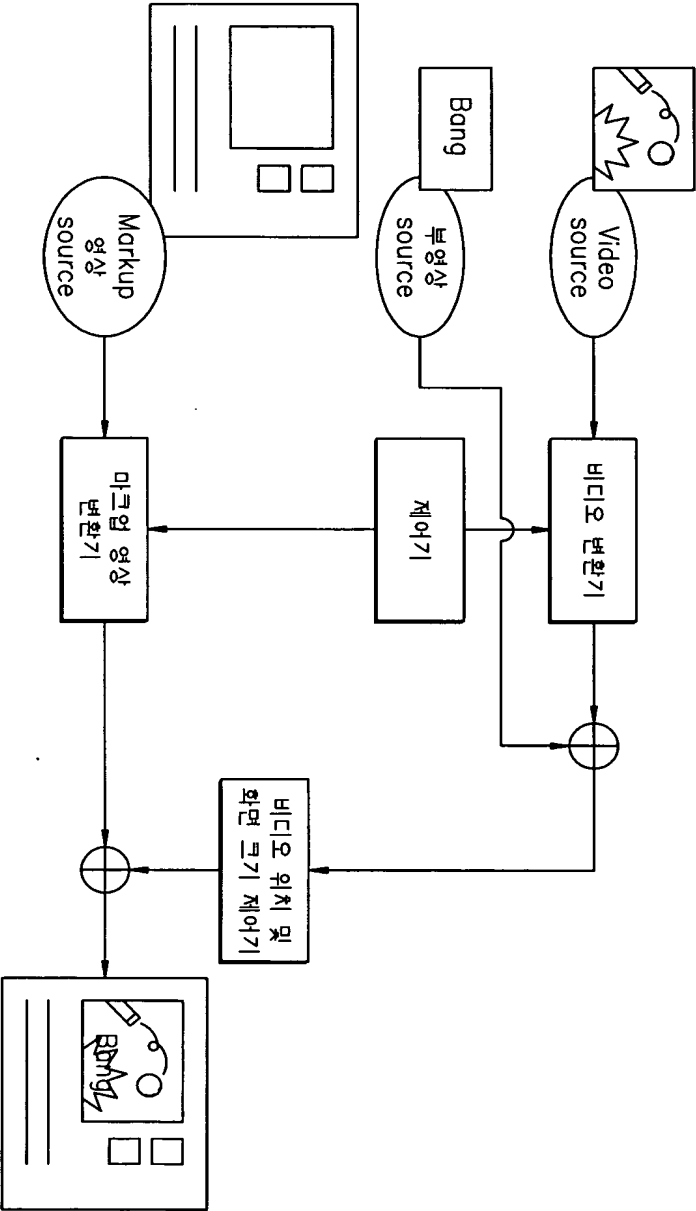 Video
source
비디오 변환기
Bang
부영상
source
제어기
비디오 위치 및
화면 크기 제어기
Markup
영상
source
마크업 영상
변환기
Bang